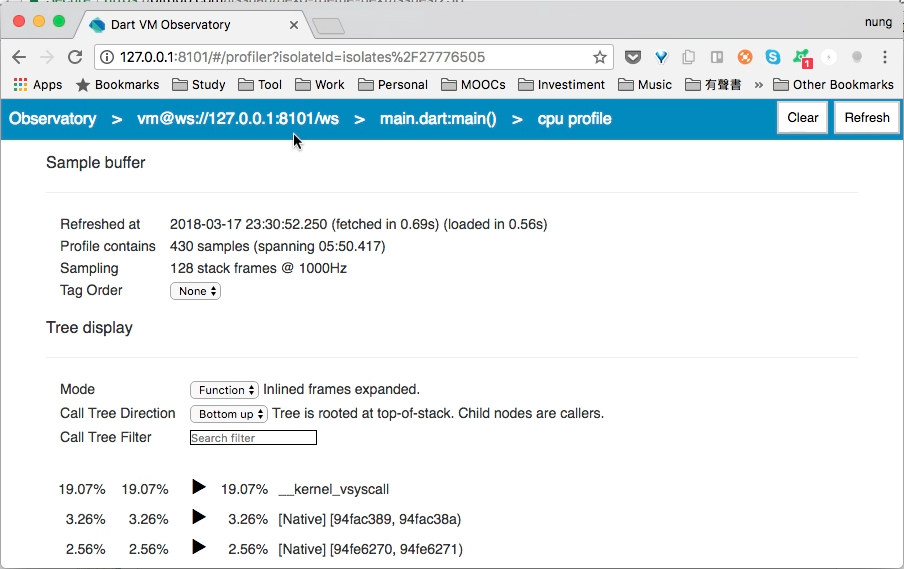 Dart VM Observatory
nung
127.0.0.1:8101/#/profiler?isolateId=isolates%2F27776505
1
Apps Bookmarks Study Tool Work Personal MOOCs Investiment Music 有聲書 » Other Bookmarks
Observatory > vm@ws://127.0.0.1:8101/ws > main.dart:main() > cpu profile Clear Refresh
Sample buffer
Refreshed at 2018-03-17 23:30:52.250 (fetched in 0.69s) (loaded in 0.56s)
Profile contains 430 samples (spanning 05:50.417)
Sampling 128 stack frames @ 1000Hz
Tag Order None
Tree display
Mode Function Inlined frames expanded.
Call Tree Direction Bottom up Tree is rooted at top-of-stack. Child nodes are callers.
Call Tree Filter Search filter
19.07% 19.07% 19.07% __kernel_vsyscall
3.26% 3.26% 3.26% [Native] [94fac389, 94fac38a)
2.56% 2.56% 2.56% [Native] [94fe6270, 94fe6271)